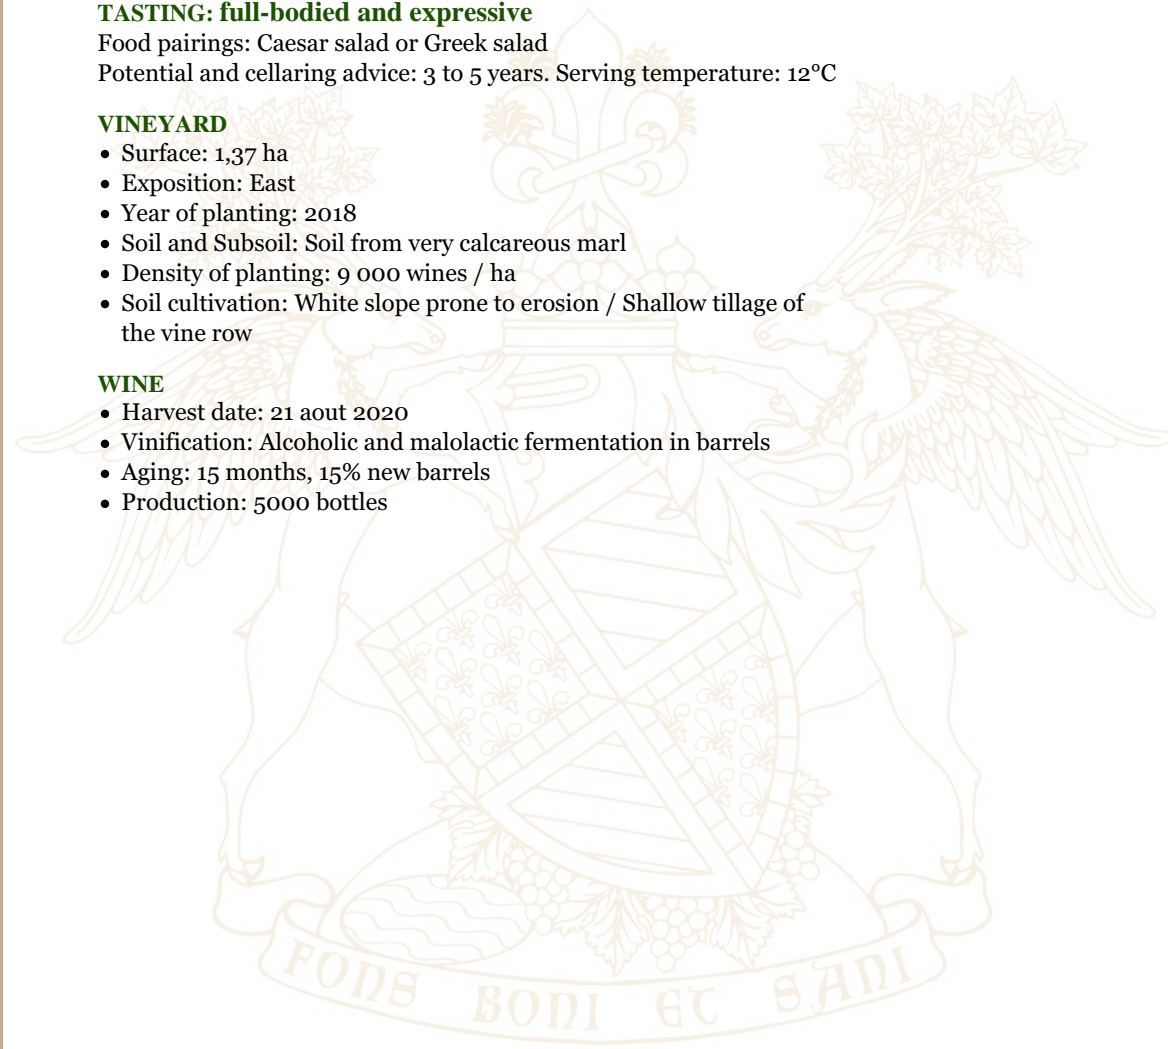 TASTING: full-bodied and expressive
Food pairings: Caesar salad or Greek salad
Potential and cellaring advice: 3 to 5 years. Serving temperature: 12°C
VINEYARD
• Surface: 1,37 ha
• Exposition: East
• Year of planting: 2018
• Soil and Subsoil: Soil from very calcareous marl
• Density of planting: 9 000 wines / ha
• Soil cultivation: White slope prone to erosion / Shallow tillage of
the vine row
WINE
• Harvest date: 21 aout 2020
• Vinification: Alcoholic and malolactic fermentation in barrels
• Aging: 15 months, 15% new barrels
• Production: 5000 bottles
FONS BONI ET SANI